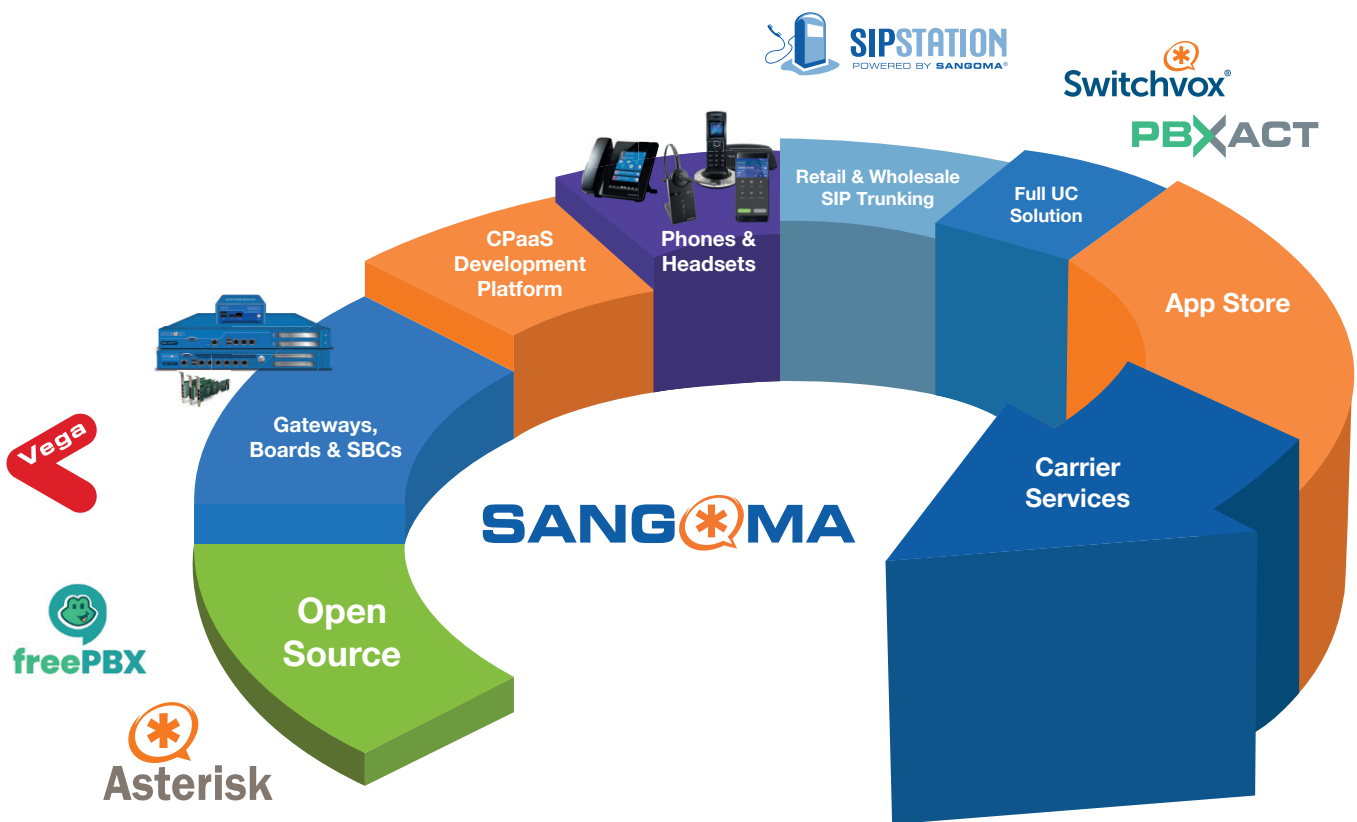 SIPSTATION
POWERED BY SANGOMA®
Switchvox®
PBXACT
Retail & Wholesale
SIP Trunking
Full UC
Solution
Phones &
Headsets
CPaaS
Development
Platform
App Store
Gateways,
Boards & SBCs
Vega
Carrier
Services
SANGOMA
Open
Source
freePBX
Asterisk